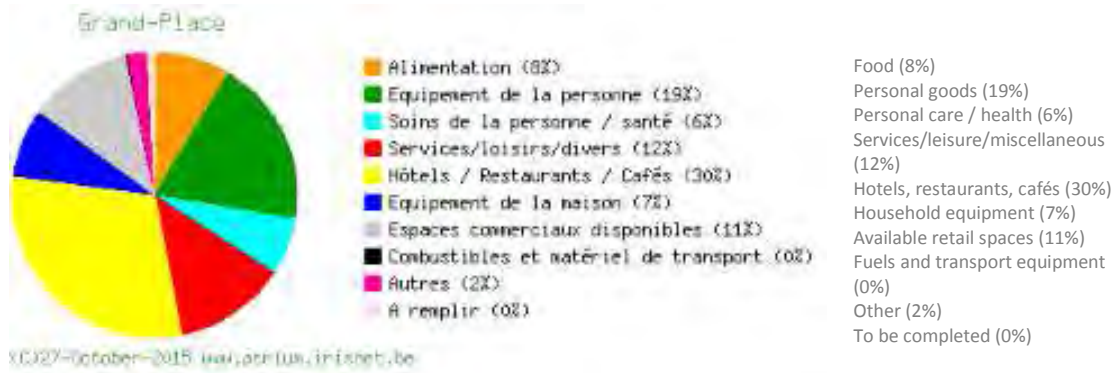 Grand-Place
Alimentation (8%)
Equipement de la personne (19%)
Soins de la personne / santé (6%)
Services/loisirs/divers (12%)
Hôtels / Restaurants / Cafés (30%)
Equipement de la maison (7%)
Espaces commerciaux disponibles (11%)
Combustibles et matériel de transport (0%)
Autres (2%)
A remplir (0%)
(C)27-October-2015 www.atrium.irisnet.be
Food (8%)
Personal goods (19%)
Personal care / health (6%)
Services/leisure/miscellaneous
(12%)
Hotels, restaurants, cafés (30%)
Household equipment (7%)
Available retail spaces (11%)
Fuels and transport equipment
(0%)
Other (2%)
To be completed (0%)